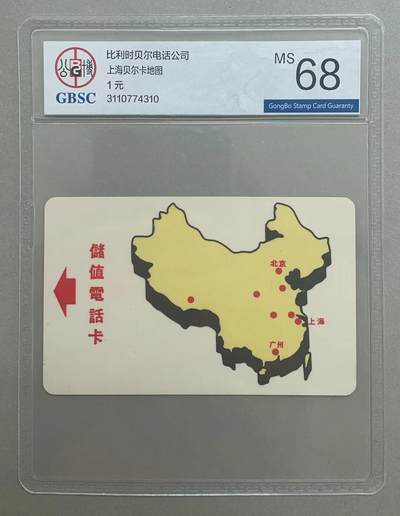 比利时贝尔电话公司
上海贝尔卡地图
1 元
3110774310
GBSC
MS
68
GongBo Stamp Card Guaranty
儲值電話卡
北京
上海
广州